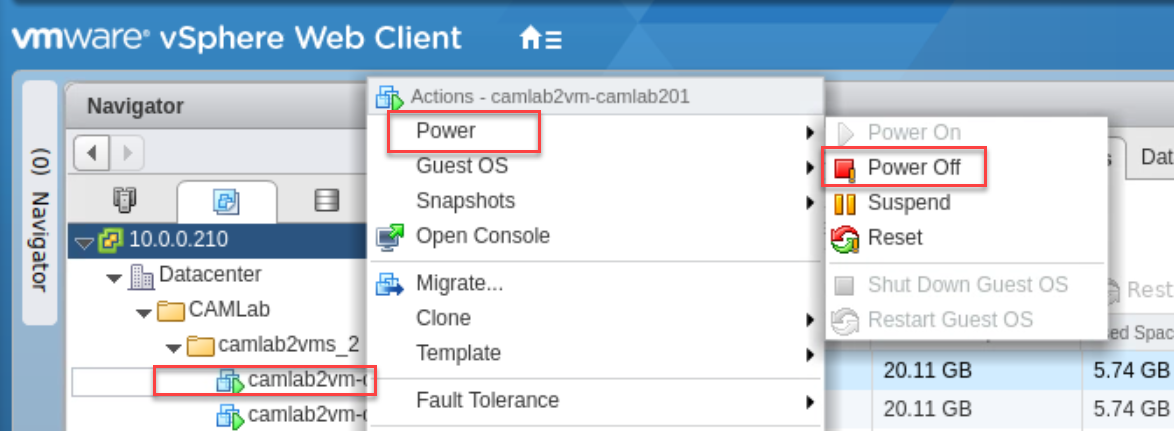 vmware® vSphere Web Client
Navigator
(0) Navigator
10.0.0.210
Datacenter
CAMLab
camlab2vms_2
camlab2vm-
camlab2vm-
Actions - camlab2vm-camlab201
Power
Guest OS
Snapshots
Open Console
Migrate...
Clone
Template
Fault Tolerance
Power On
Power Off
Suspend
Reset
Shut Down Guest OS
Restart Guest OS
s
Dat
Rest
ed Spac
20.11 GB 5.74 GB
20.11 GB 5.74 GB